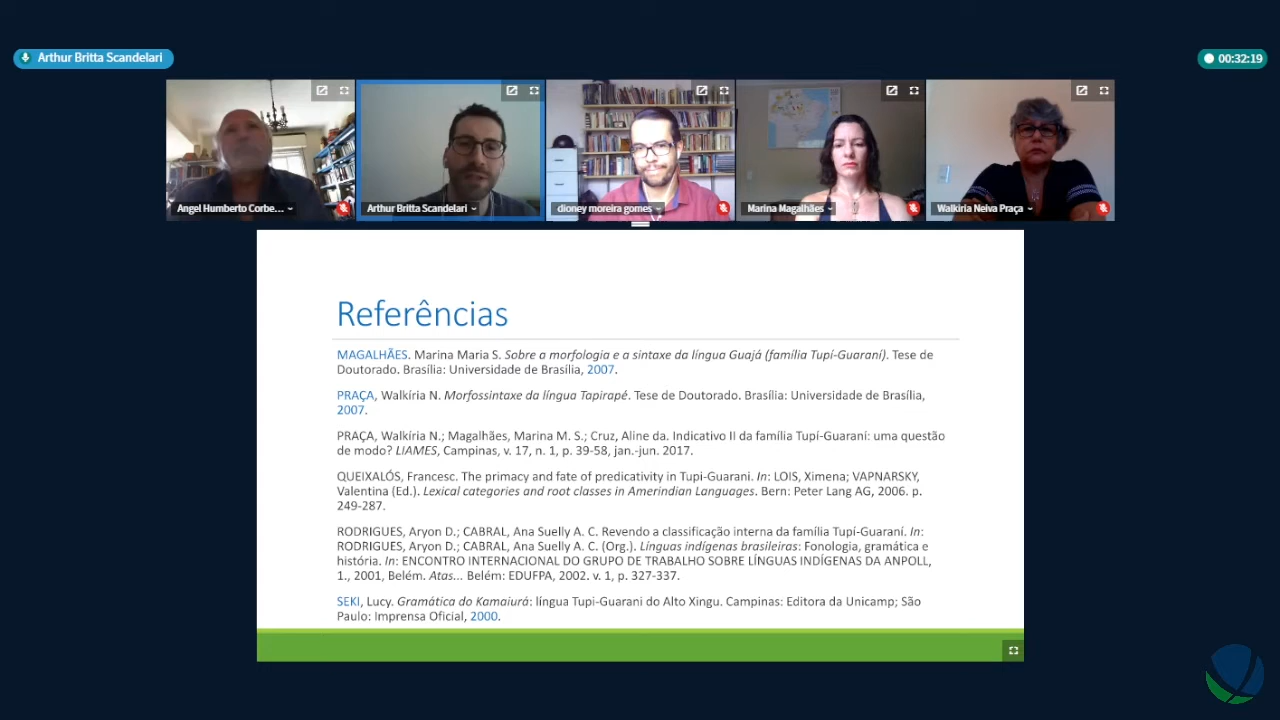 Arthur Britta Scandelari
00:32:19
Angel Humberto Corbe...
Arthur Britta Scandelari
dioney moreira gomes
Marina Magalhães
Walkiria Neiva Praça
Referências
MAGALHÃES. Marina Maria S. Sobre a morfologia e a sintaxe da língua Guajá (família Tupí-Guaraní). Tese de
Doutorado. Brasília: Universidade de Brasília, 2007.
PRAÇA, Walkíria N. Morfossintaxe da língua Tapirapé. Tese de Doutorado. Brasília: Universidade de Brasília,
2007.
PRAÇA, Walkíria N.; Magalhães, Marina M. S.; Cruz, Aline da. Indicativo II da família Tupí-Guaraní: uma questão
de modo? LIAMES, Campinas, v. 17, n. 1, p. 39-58, jan.-jun. 2017.
QUEIXALÓS, Francesc. The primacy and fate of predicativity in Tupi-Guarani. In: LOIS, Ximena; VAPNARSKY,
Valentina (Ed.). Lexical categories and root classes in Amerindian Languages. Bern: Peter Lang AG, 2006. p.
249-287.
RODRIGUES, Aryon D.; CABRAL, Ana Suelly A. C. Revendo a classificação interna da família Tupí-Guaraní. In:
RODRIGUES, Aryon D.; CABRAL, Ana Suelly A. C. (Org.). Línguas indígenas brasileiras: Fonologia, gramática e
história. In: ENCONTRO INTERNACIONAL DO GRUPO DE TRABALHO SOBRE LÍNGUAS INDÍGENAS DA ANPOLL,
1., 2001, Belém. Atas... Belém: EDUFPA, 2002. v. 1, p. 327-337.
SEKI, Lucy. Gramática do Kamaiurá: língua Tupi-Guarani do Alto Xingu. Campinas: Editora da Unicamp; São
Paulo: Imprensa Oficial, 2000.